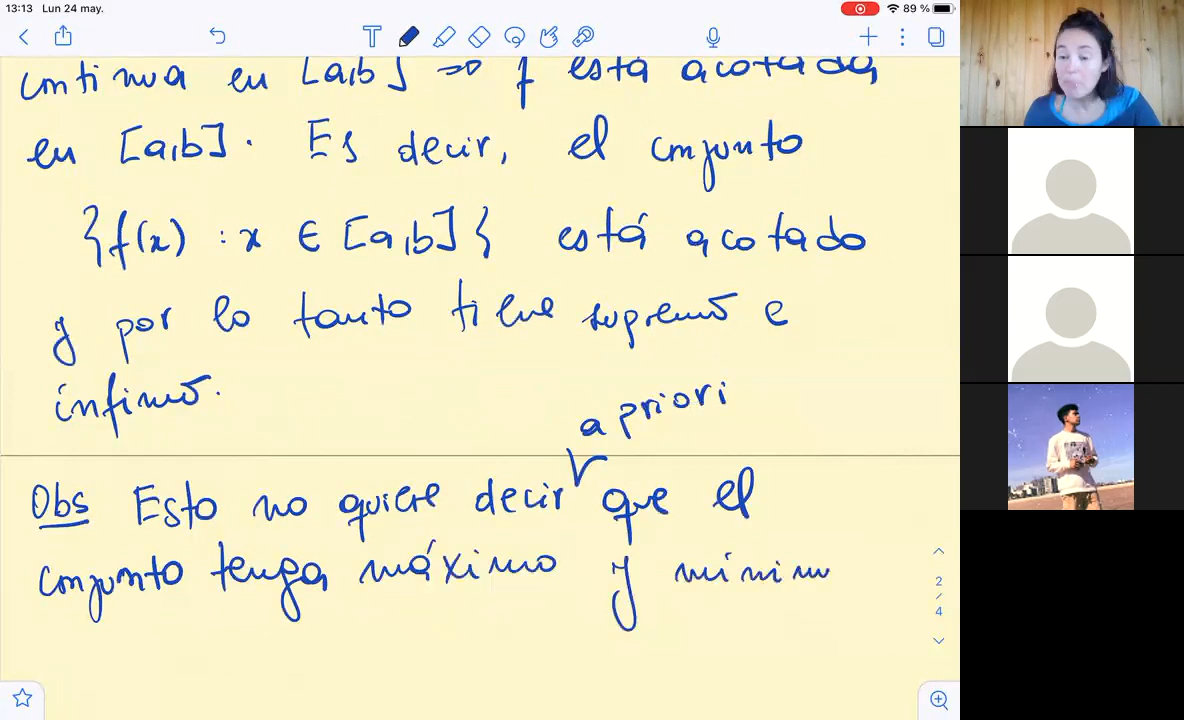 13:13 Lun 24 may.
89 %
continua en [a,b] => f está acotada
en [a,b]. Es decir, el conjunto
{f(x) : x ∈ [a,b]} está acotado
y por lo tanto tiene supremo e
ínfimo.
a priori
Obs Esto no quiere decir que el
conjunto tenga máximo y mínimo
2
/
4